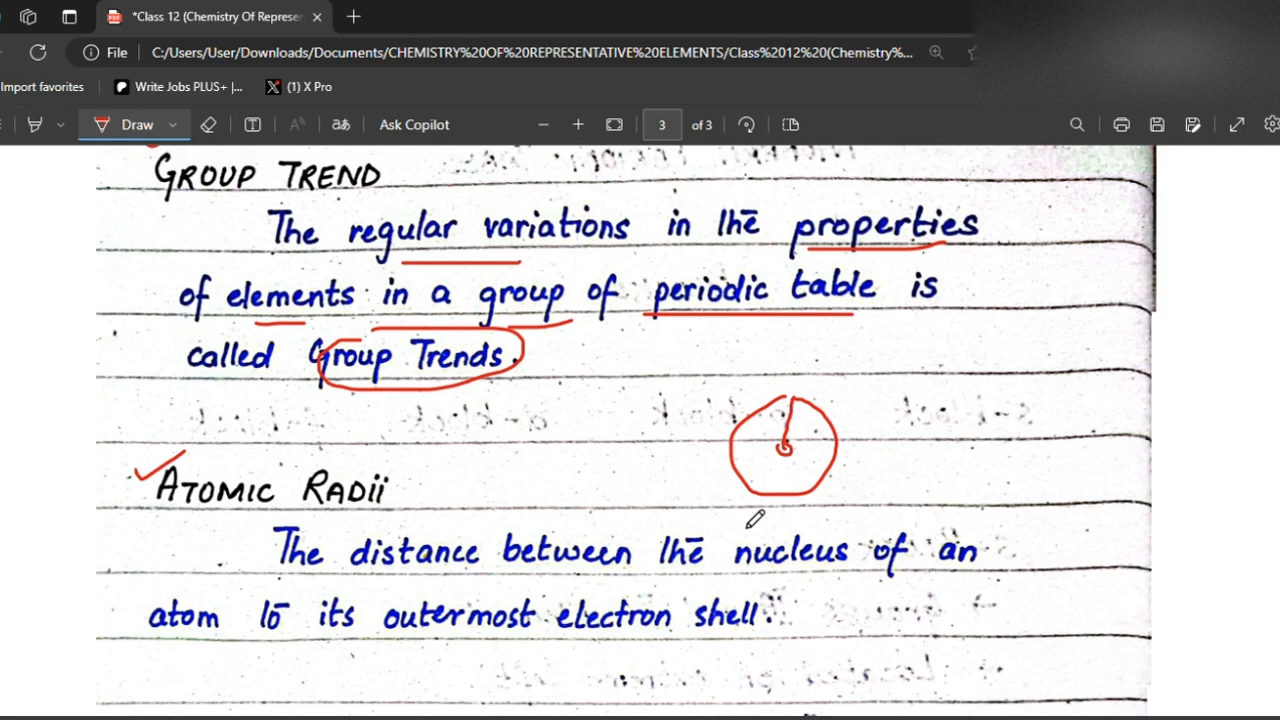 *Class 12 (Chemistry Of Represer
File C:/Users/User/Downloads/Documents/CHEMISTRY%20OF%20REPRESENTATIVE%20ELEMENTS/Class%2012%20(Chemistry%...
Import favorites Write Jobs PLUS+ |... (1) X Pro
Draw aあ Ask Copilot 3 of 3
GROUP TREND
The regular variations in the properties
of elements in a group of periodic table is
called Group Trends.
ATOMIC RADii
The distance between the nucleus of an
atom to its outermost electron shell.